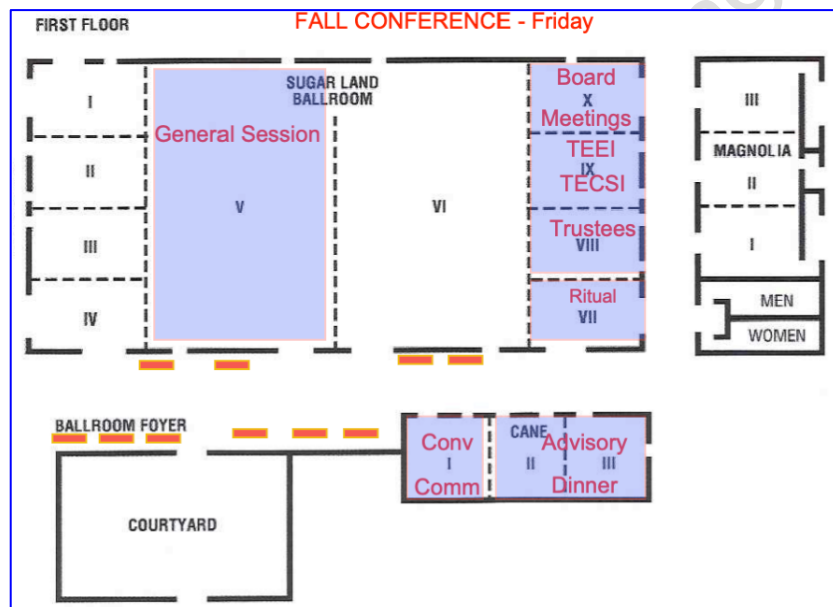 FALL CONFERENCE - Friday
FIRST FLOOR
SUGAR LAND
BALLROOM
I
II
III
IV
General Session
V
VI
Board
X
Meetings
TEEI
IX
TECSI
Trustees
VIII
Ritual
VII
III
MAGNOLIA
II
I
MEN
WOMEN
BALLROOM FOYER
COURTYARD
Conv
I
Comm
CANE
II
Advisory
III
Dinner